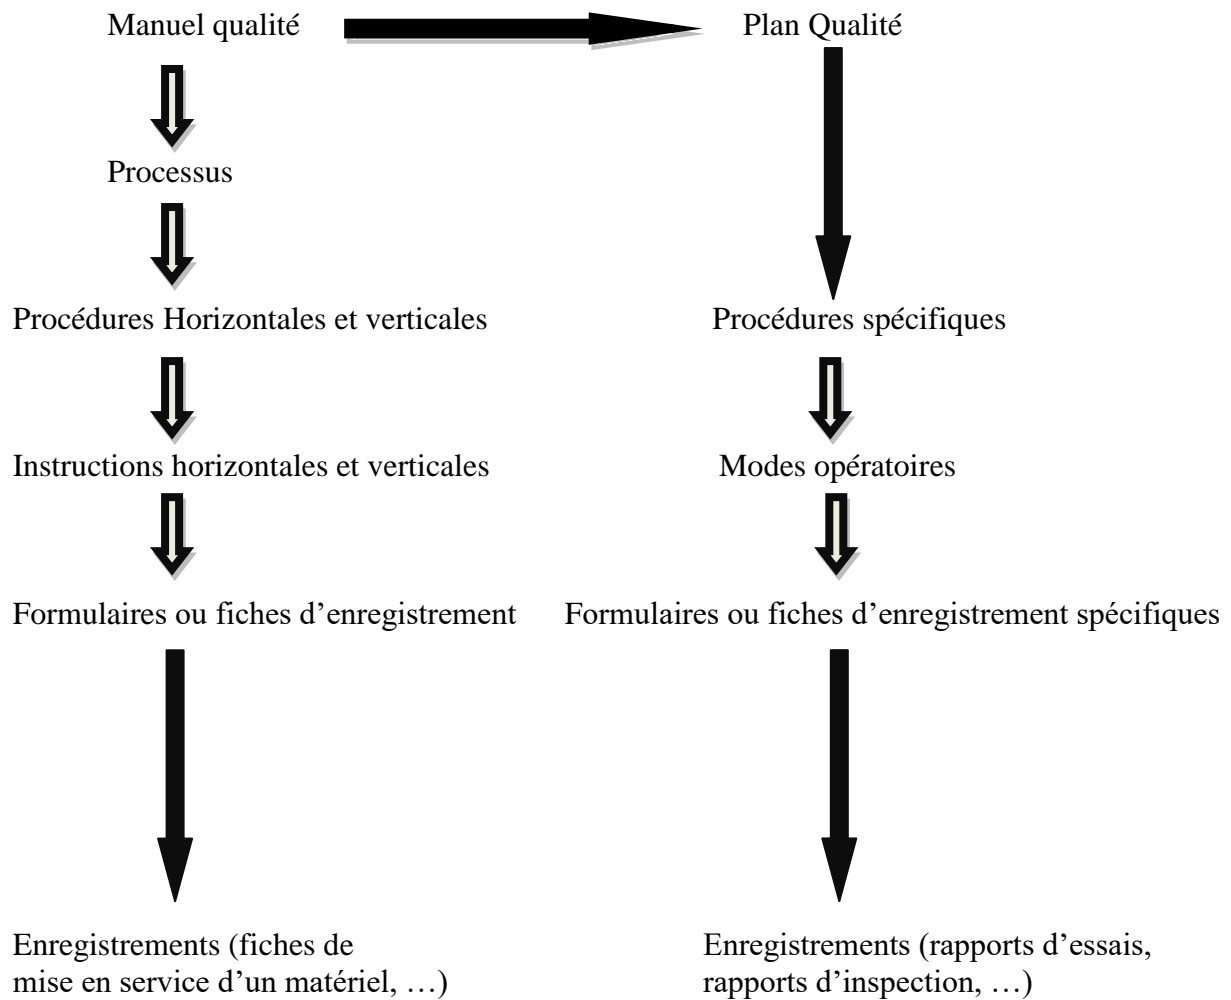 Manuel qualité
Plan Qualité
Processus
Procédures Horizontales et verticales
Procédures spécifiques
Instructions horizontales et verticales
Modes opératoires
Formulaires ou fiches d’enregistrement
Formulaires ou fiches d’enregistrement spécifiques
Enregistrements (fiches de
mise en service d’un matériel, …)
Enregistrements (rapports d’essais,
rapports d’inspection, …)